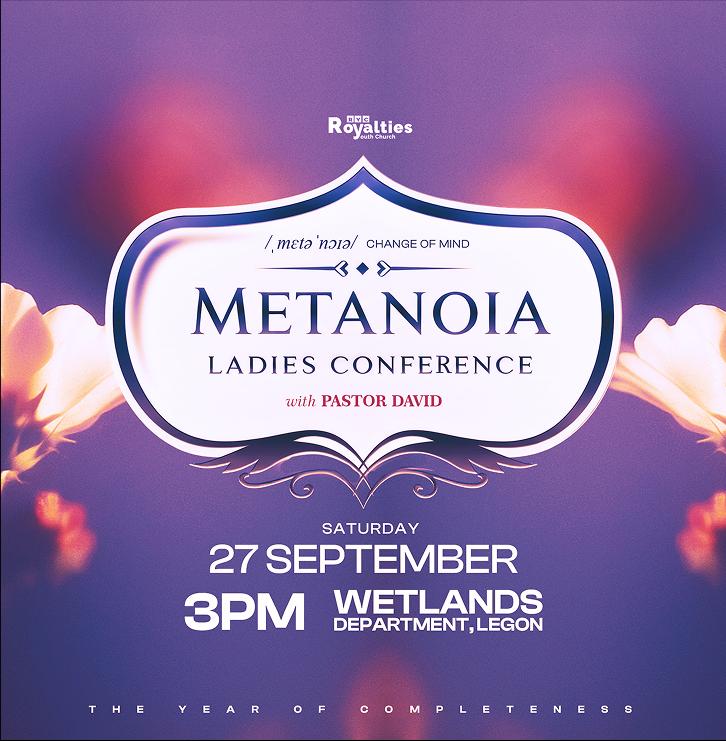 RYC
Royalties
Youth Church
/ˌmɛtəˈnɔɪə/ CHANGE OF MIND
METANOIA
LADIES CONFERENCE
with PASTOR DAVID
SATURDAY
27 SEPTEMBER
3PM WETLANDS
DEPARTMENT, LEGON
THE YEAR OF COMPLETENESS